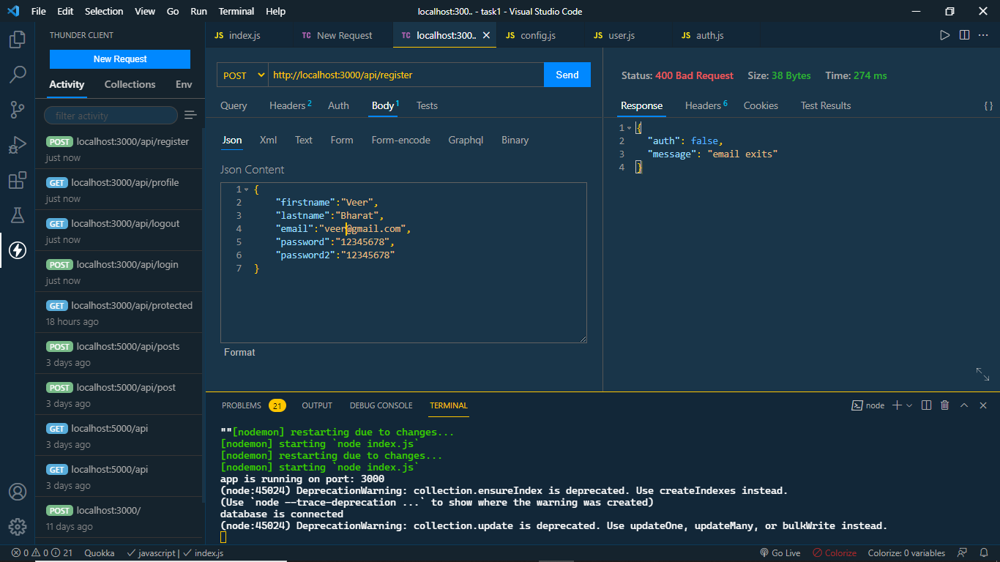 File Edit Selection View Go Run Terminal Help localhost:300.. - task1 - Visual Studio Code
THUNDER CLIENT
New Request
Activity Collections Env
filter activity
POST localhost:3000/api/register
just now
GET localhost:3000/api/profile
just now
GET localhost:3000/api/logout
just now
POST localhost:3000/api/login
just now
GET localhost:3000/api/protected
18 hours ago
POST localhost:5000/api/posts
3 days ago
POST localhost:5000/api/post
3 days ago
GET localhost:5000/api
3 days ago
GET localhost:5000/api
3 days ago
POST localhost:3000/
11 days ago
JS index.js TC New Request TC localhost:300.. JS config.js JS user.js JS auth.js
POST http://localhost:3000/api/register Send
Query Headers 2 Auth Body 1 Tests
Json Xml Text Form Form-encode Graphql Binary
Json Content
1 {
2 "firstname":"Veer",
3 "lastname":"Bharat",
4 "email":"veer@gmail.com",
5 "password":"12345678",
6 "password2":"12345678"
7 }
Format
Status: 400 Bad Request Size: 38 Bytes Time: 274 ms
Response Headers 6 Cookies Test Results {}
1 {
2 "auth": false,
3 "message": "email exits"
4 }
PROBLEMS 21 OUTPUT DEBUG CONSOLE TERMINAL node
""[nodemon] restarting due to changes...
[nodemon] starting `node index.js`
[nodemon] restarting due to changes...
[nodemon] starting `node index.js`
app is running on port: 3000
(node:45024) DeprecationWarning: collection.ensureIndex is deprecated. Use createIndexes instead.
(Use `node --trace-deprecation ...` to show where the warning was created)
database is connected
(node:45024) DeprecationWarning: collection.update is deprecated. Use updateOne, updateMany, or bulkWrite instead.
0 0 21 Quokka javascript | index.js Go Live Colorize Colorize: 0 variables